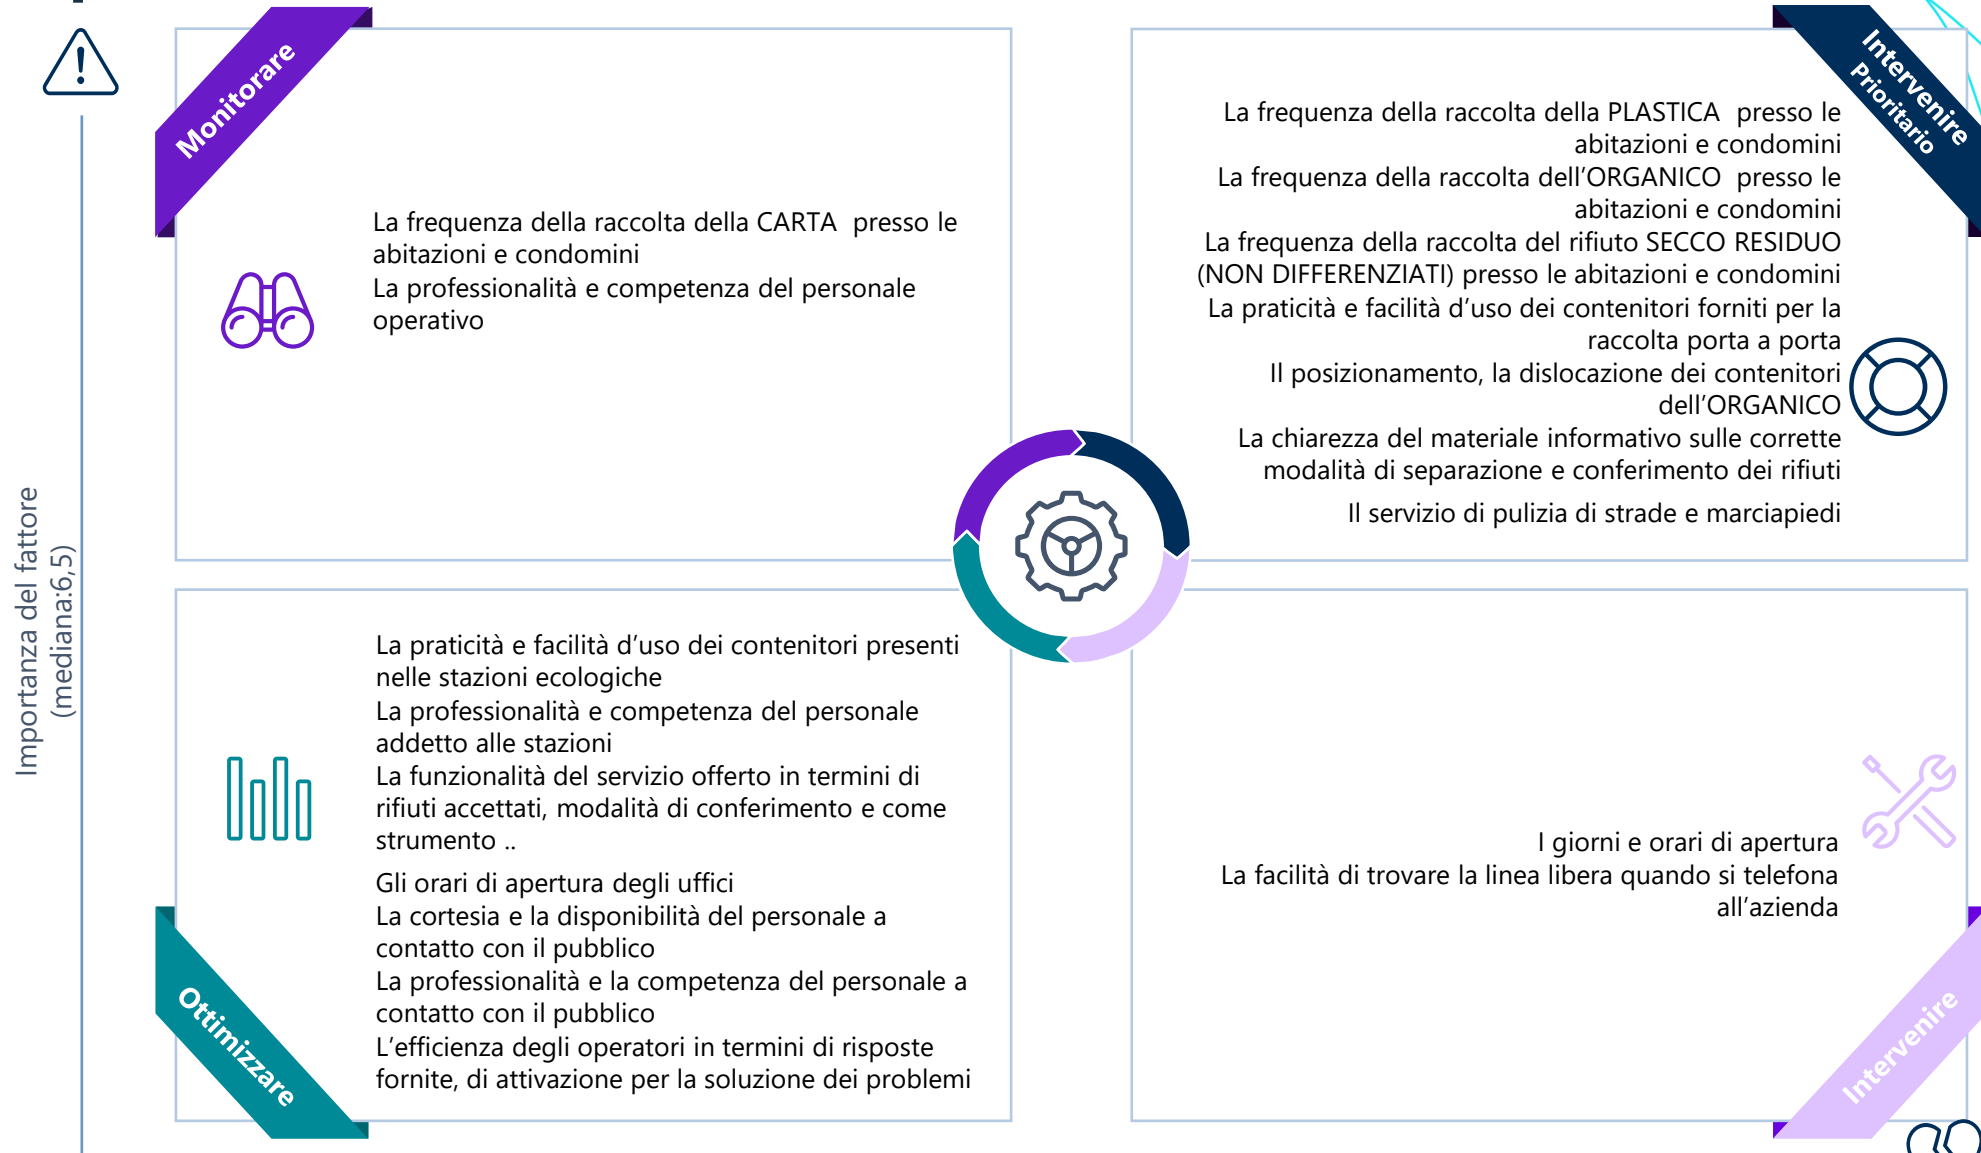 Monitorare
La frequenza della raccolta della CARTA  presso le
abitazioni e condomini
La professionalità e competenza del personale
operativo
Intervenire
Prioritario
La frequenza della raccolta della PLASTICA  presso le
abitazioni e condomini
La frequenza della raccolta dell’ORGANICO  presso le
abitazioni e condomini
La frequenza della raccolta del rifiuto SECCO RESIDUO
(NON DIFFERENZIATI) presso le abitazioni e condomini
La praticità e facilità d’uso dei contenitori forniti per la
raccolta porta a porta
Il posizionamento, la dislocazione dei contenitori
dell’ORGANICO
La chiarezza del materiale informativo sulle corrette
modalità di separazione e conferimento dei rifiuti
Il servizio di pulizia di strade e marciapiedi
Importanza del fattore
(mediana:6,5)
La praticità e facilità d’uso dei contenitori presenti
nelle stazioni ecologiche
La professionalità e competenza del personale
addetto alle stazioni
La funzionalità del servizio offerto in termini di
rifiuti accettati, modalità di conferimento e come
strumento ..
Gli orari di apertura degli uffici
La cortesia e la disponibilità del personale a
contatto con il pubblico
La professionalità e la competenza del personale a
contatto con il pubblico
L’efficienza degli operatori in termini di risposte
fornite, di attivazione per la soluzione dei problemi
Ottimizzare
I giorni e orari di apertura
La facilità di trovare la linea libera quando si telefona
all’azienda
Intervenire